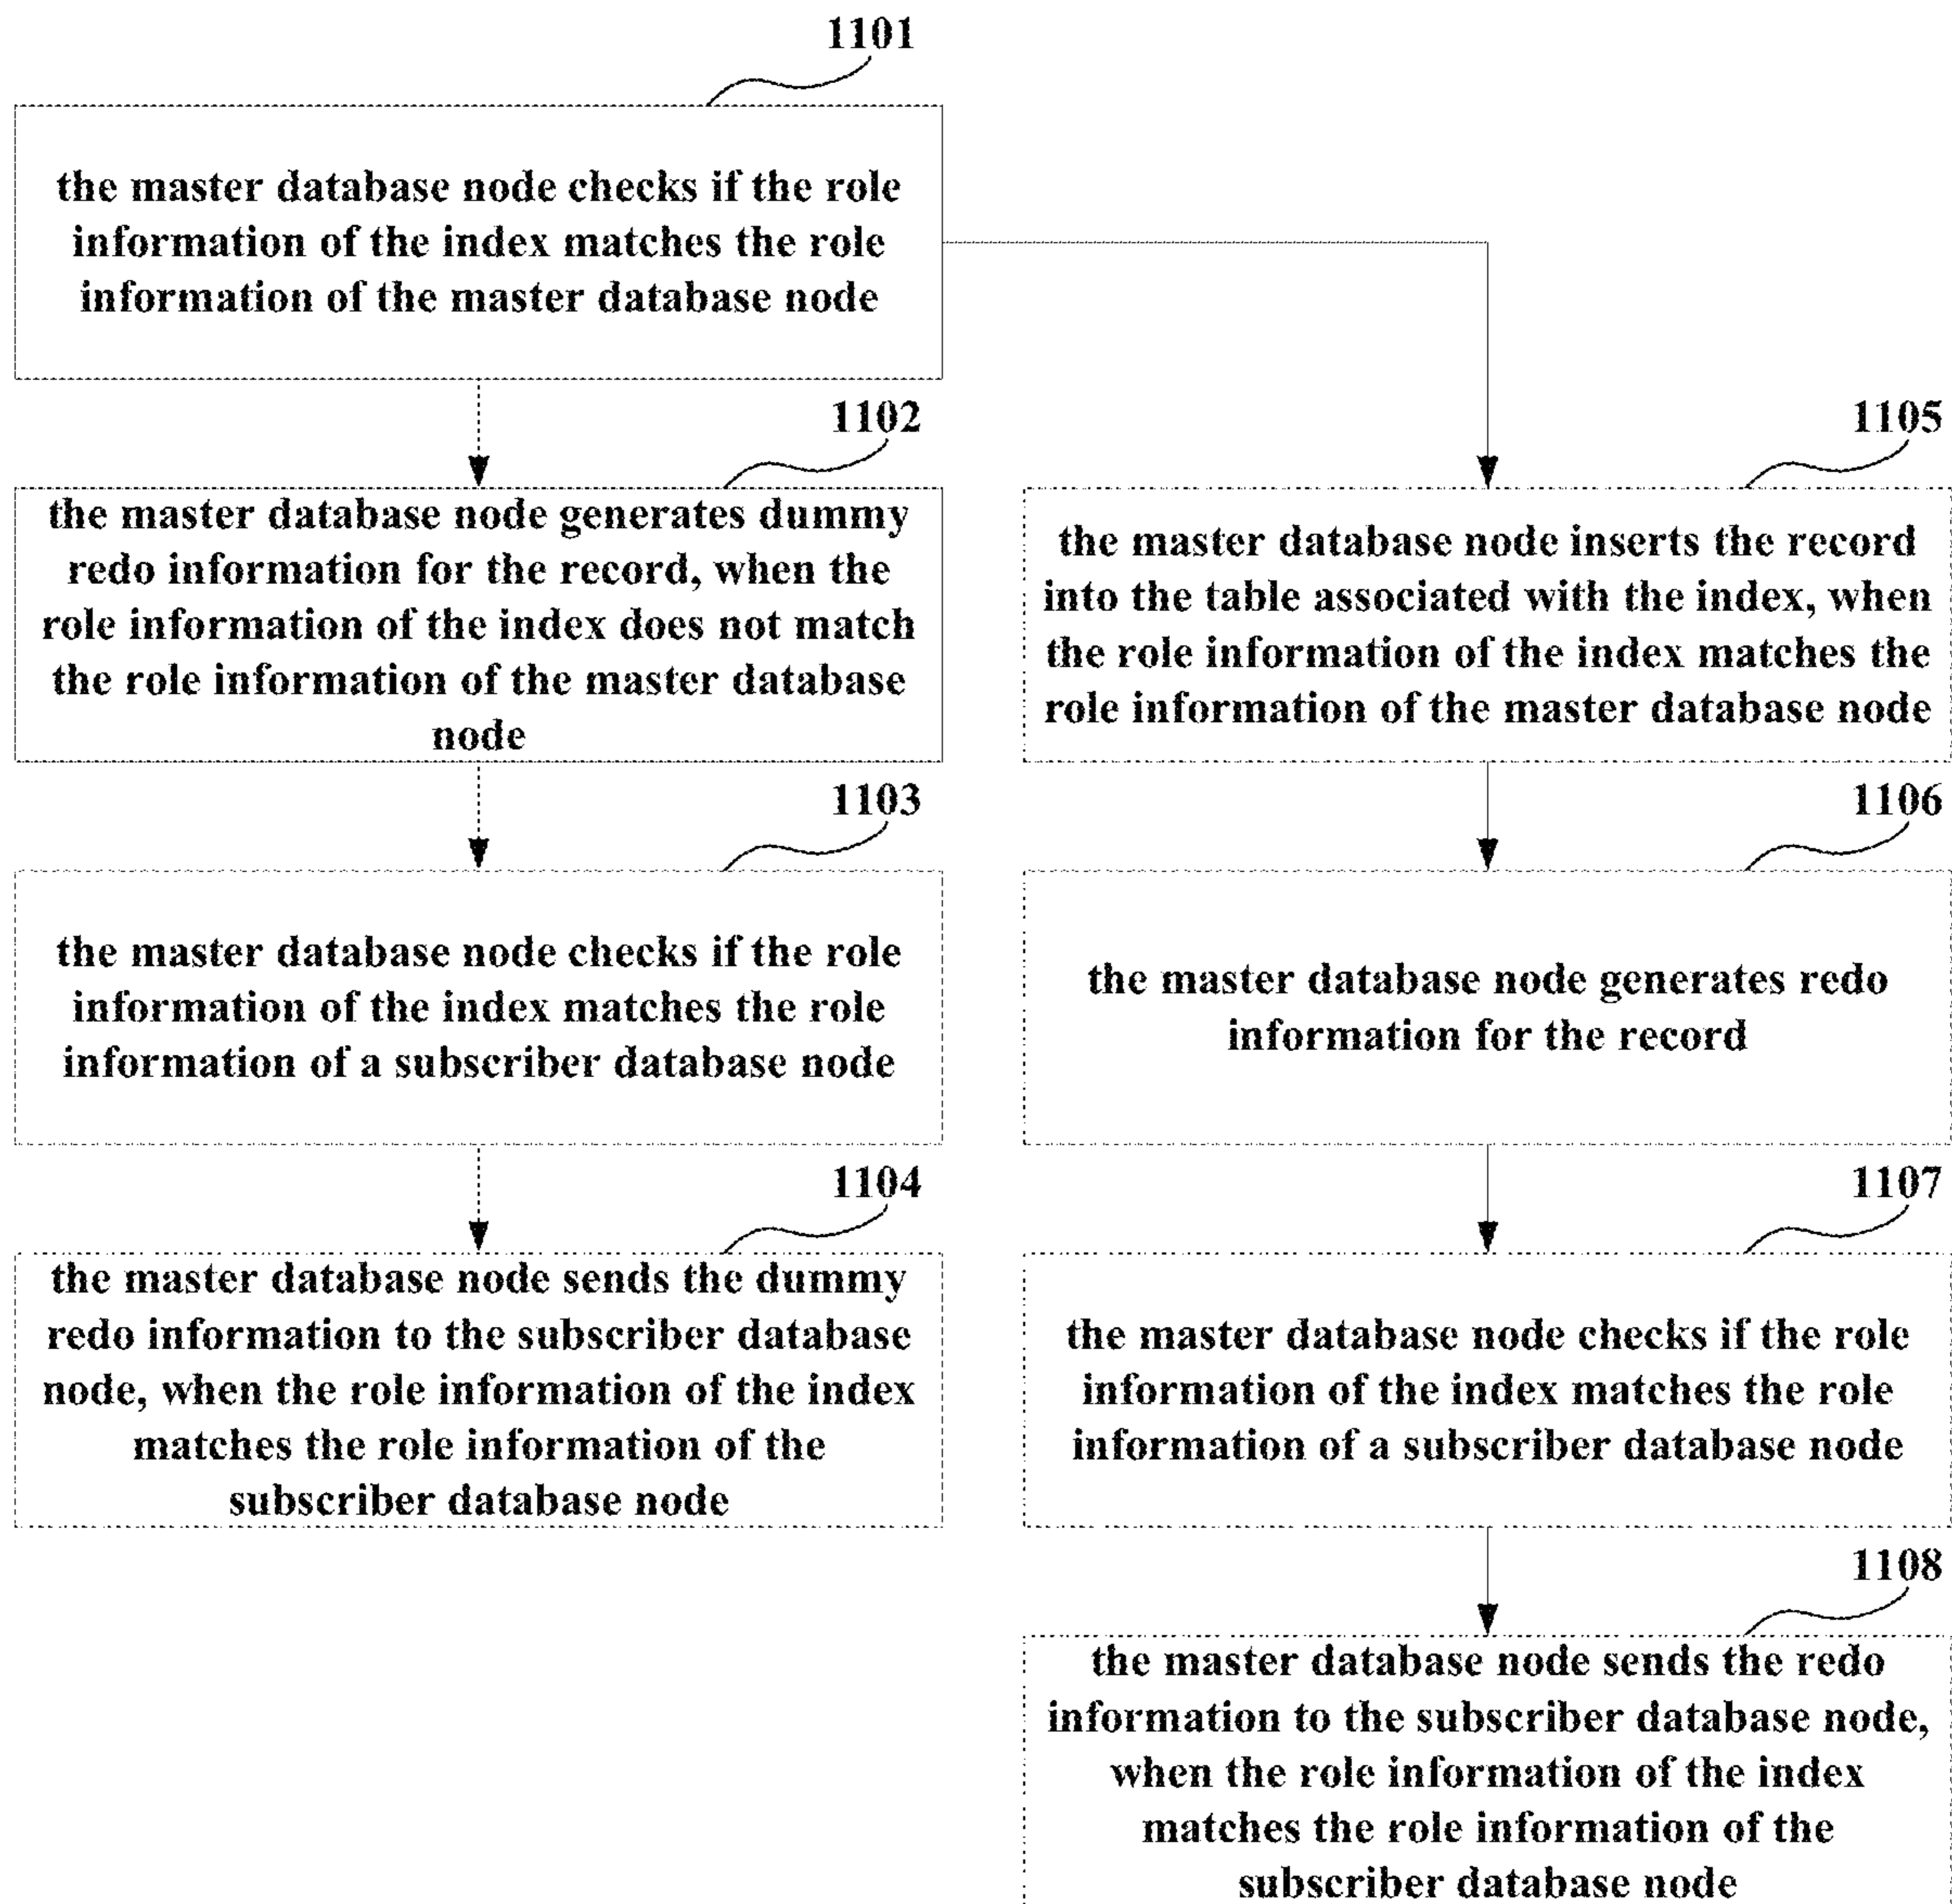 1101
the master database node checks if the role
information of the index matches the role
information of the master database node
1102
the master database node generates dummy
redo information for the record, when the
role information of the index does not match
the role information of the master database
node
1103
the master database node checks if the role
information of the index matches the role
information of a subscriber database node
1104
the master database node sends the dummy
redo information to the subscriber database
node, when the role information of the index
matches the role information of the
subscriber database node
1105
the master database node inserts the record
into the table associated with the index, when
the role information of the index matches the
role information of the master database node
1106
the master database node generates redo
information for the record
1107
the master database node checks if the role
information of the index matches the role
information of a subscriber database node
1108
the master database node sends the redo
information to the subscriber database node,
when the role information of the index
matches the role information of the
subscriber database node